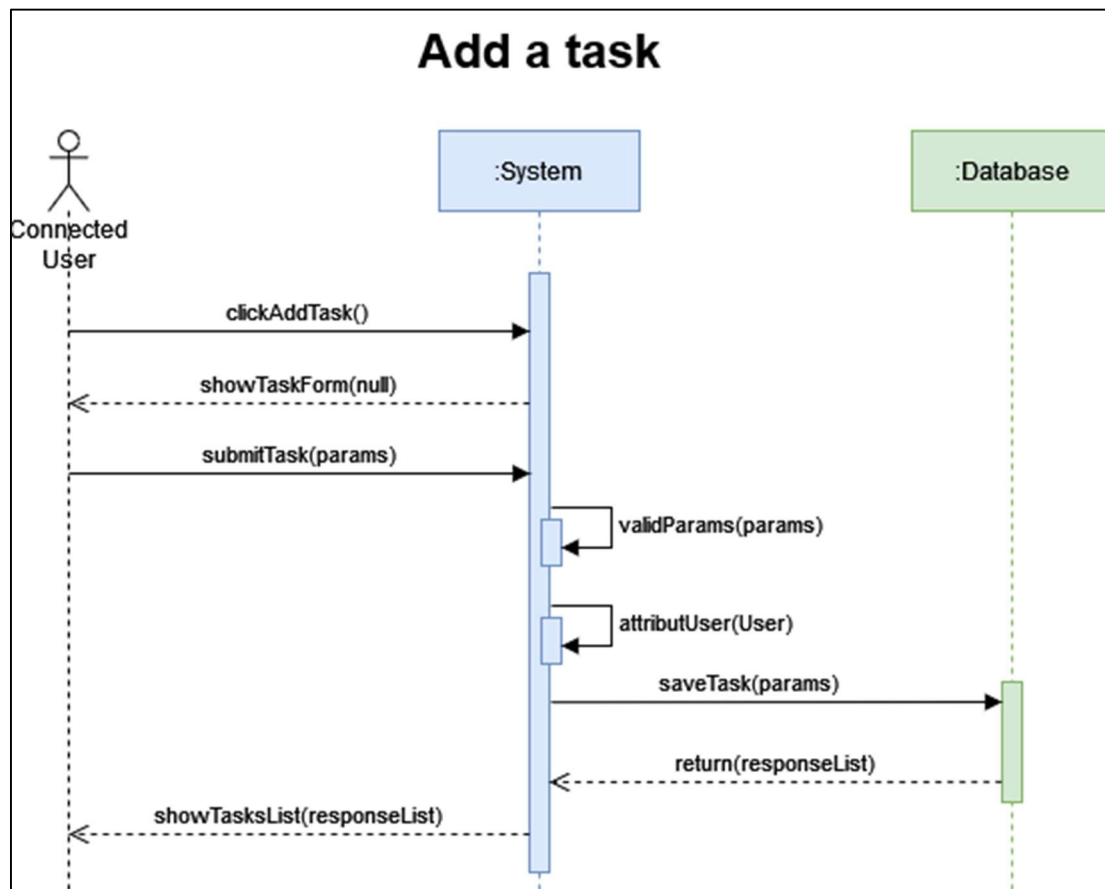 Add a task
:System
:Database
Connected
User
clickAddTask()
showTaskForm(null)
submitTask(params)
validParams(params)
attributUser(User)
saveTask(params)
return(responseList)
showTasksList(responseList)